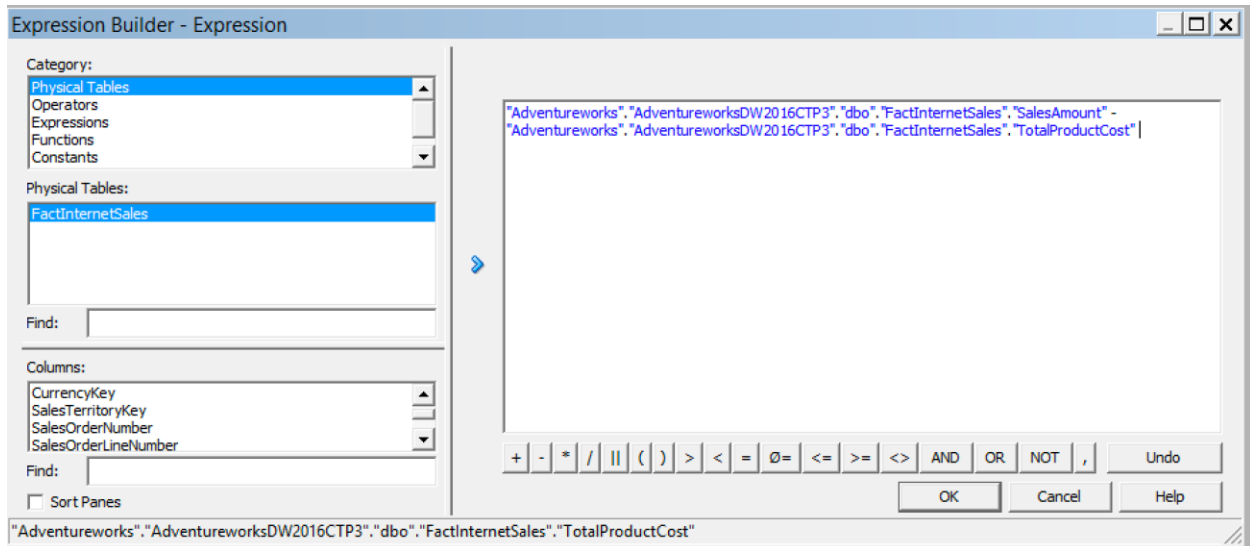 Expression Builder - Expression
Category:
Physical Tables
Operators
Expressions
Functions
Constants
Physical Tables:
FactInternetSales
Find:
Columns:
CurrencyKey
SalesTerritoryKey
SalesOrderNumber
SalesOrderLineNumber
Find:
Sort Panes
"Adventureworks"."AdventureworksDW2016CTP3"."dbo"."FactInternetSales"."SalesAmount" -
"Adventureworks"."AdventureworksDW2016CTP3"."dbo"."FactInternetSales"."TotalProductCost"
+ - * / || ( ) > < = Ø= <= >= <> AND OR NOT , Undo
OK Cancel Help
"Adventureworks"."AdventureworksDW2016CTP3"."dbo"."FactInternetSales"."TotalProductCost"